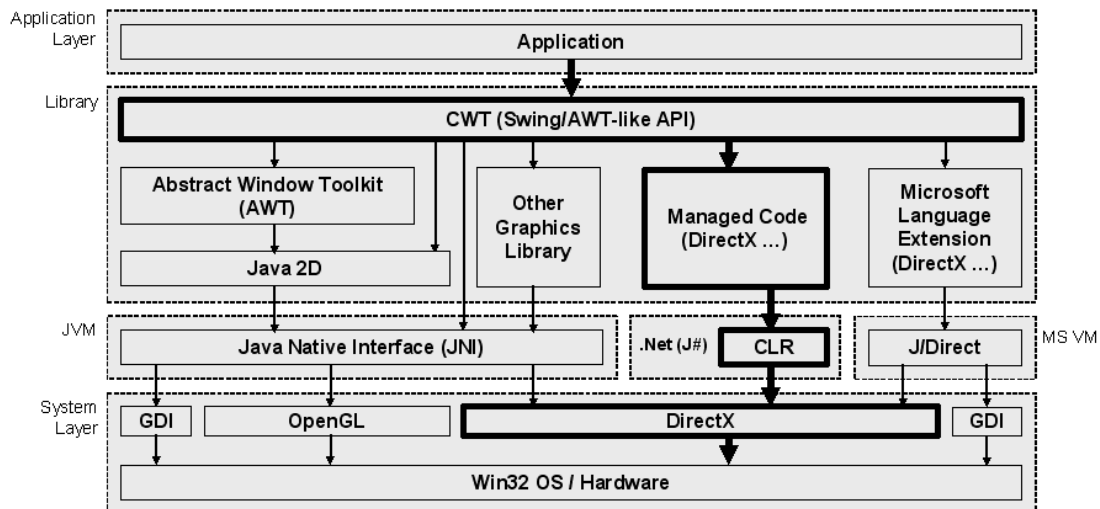 Application
Layer
Application
Library
CWT (Swing/AWT-like API)
Abstract Window Toolkit
(AWT)
Java 2D
Other
Graphics
Library
Managed Code
(DirectX ...)
Microsoft
Language
Extension
(DirectX ...)
JVM
Java Native Interface (JNI)
.Net (J#)
CLR
J/Direct
MS VM
System
Layer
GDI
OpenGL
DirectX
GDI
Win32 OS / Hardware